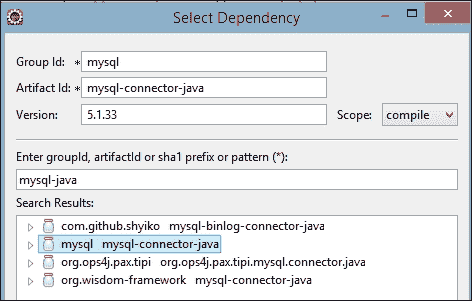 Select Dependency
Group Id: * mysql
Artifact Id: * mysql-connector-java
Version: 5.1.33 Scope: compile
Enter groupId, artifactId or sha1 prefix or pattern (*):
mysql-java
Search Results:
com.github.shyiko mysql-binlog-connector-java
mysql mysql-connector-java
org.ops4j.pax.tipi org.ops4j.pax.tipi.mysql.connector.java
org.wisdom-framework mysql-connector-java